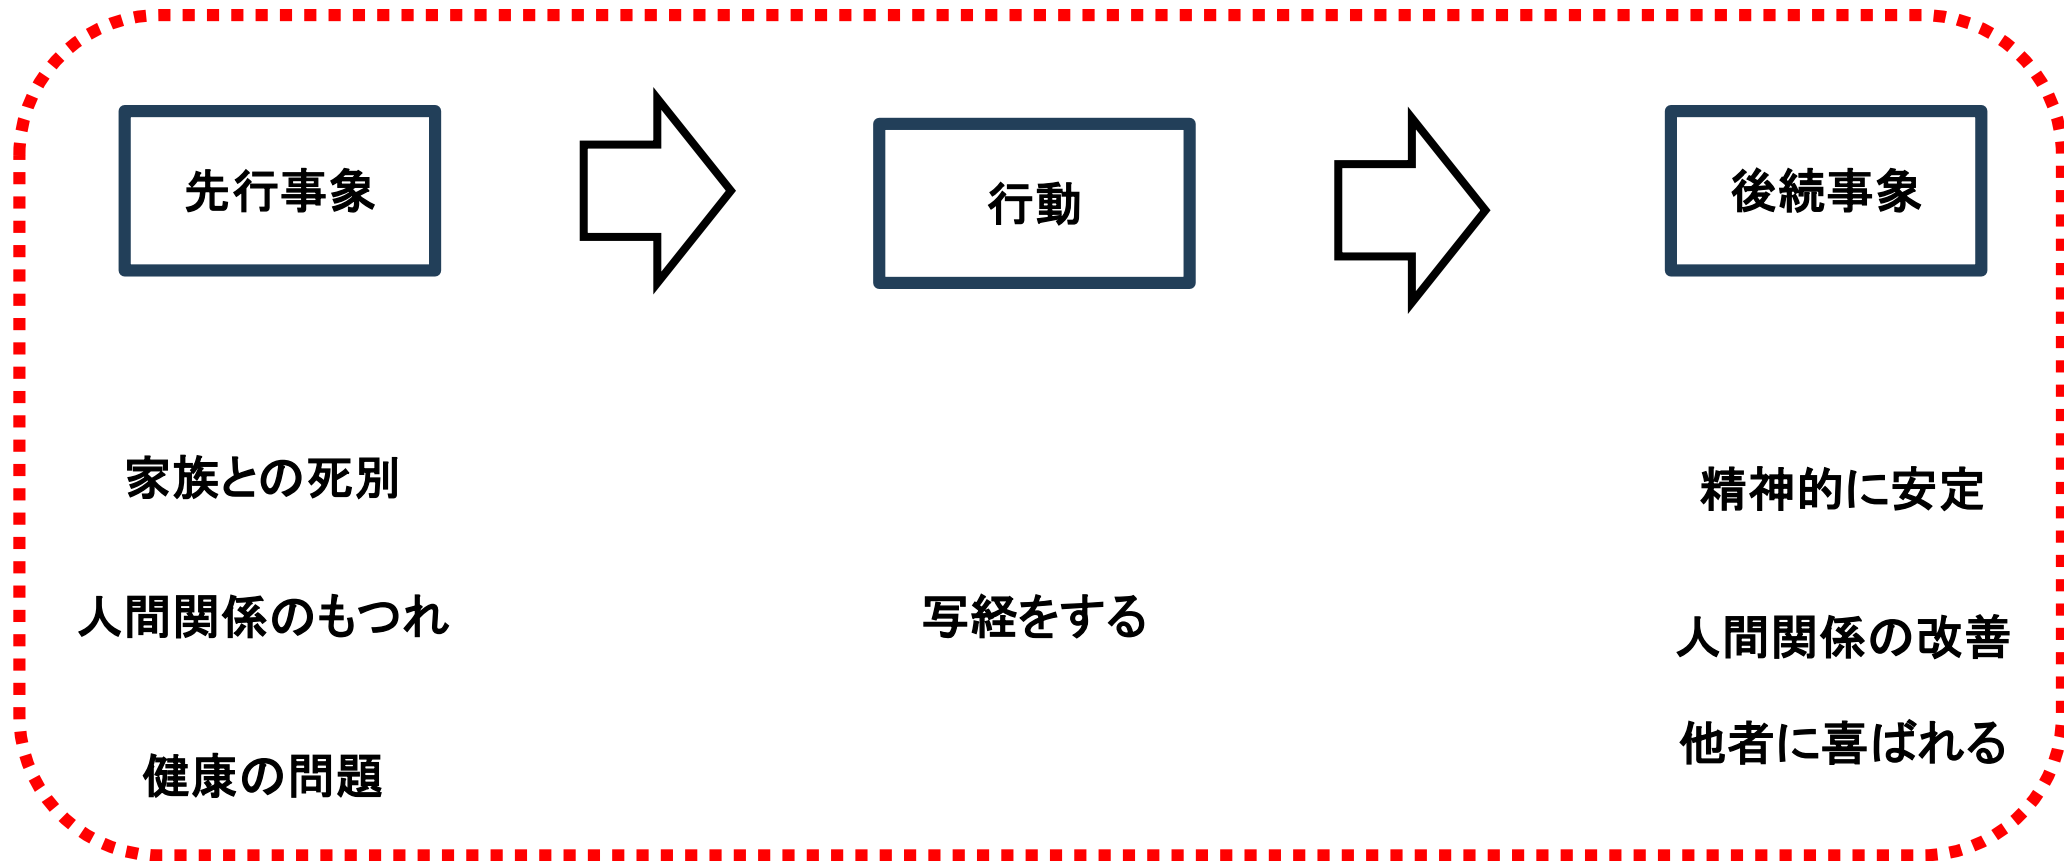 先行事象
行動
後続事象
家族との死別
人間関係のもつれ
健康の問題
写経をする
精神的に安定
人間関係の改善
他者に喜ばれる